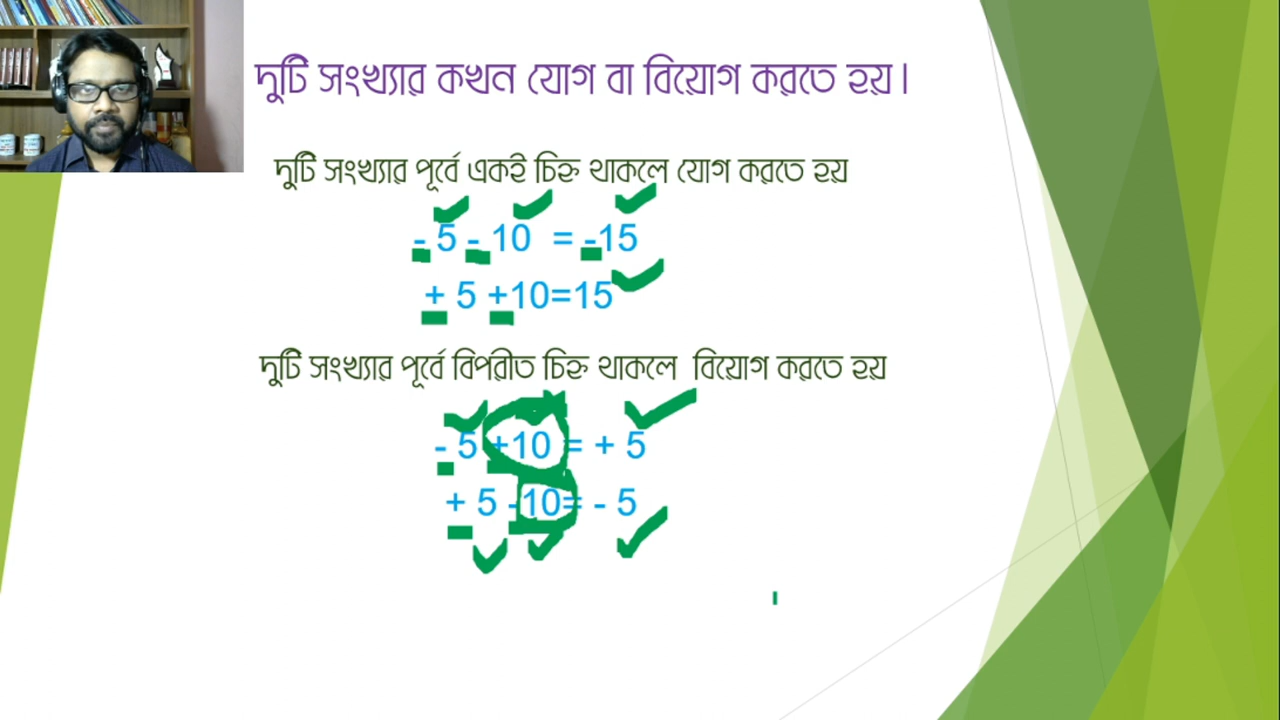 দুটি সংখ্যার কখন যোগ বা বিয়োগ করতে হয়।
দুটি সংখ্যার পূর্বে একই চিহ্ন থাকলে যোগ করতে হয়
- 5 - 10 = -15
+ 5 +10=15
দুটি সংখ্যার পূর্বে বিপরীত চিহ্ন থাকলে বিয়োগ করতে হয়
- 5 +10 = + 5
+ 5 -10= - 5